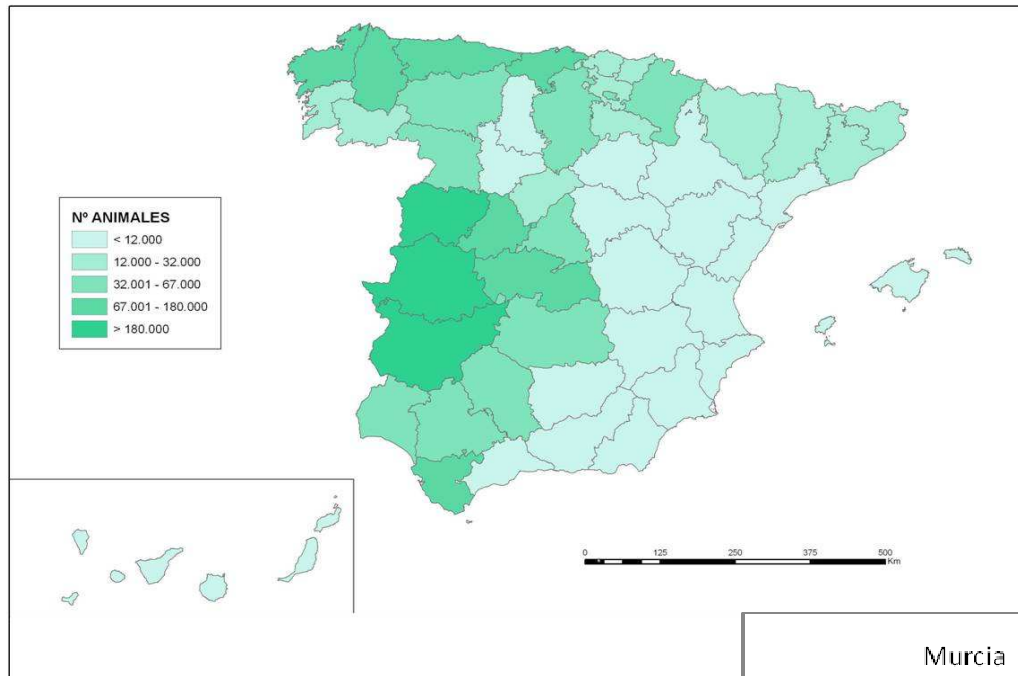 Nº ANIMALES
< 12.000
12.000 - 32.000
32.001 - 67.000
67.001 - 180.000
> 180.000
0 125 250 375 500
Km
Murcia